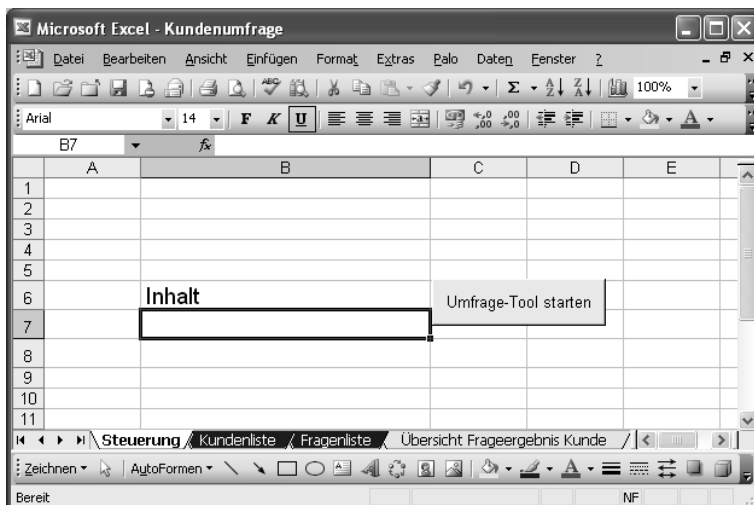 Microsoft Excel - Kundenumfrage
Datei Bearbeiten Ansicht Einfügen Format Extras Palo Daten Fenster ?
100%
Arial 14 F K U
B7 fx
A B C D E
1
2
3
4
5
6 Inhalt Umfrage-Tool starten
7
8
9
10
11
Steuerung Kundenliste Fragenliste Übersicht Frageergebnis Kunde
Zeichnen AutoFormen
Bereit NF